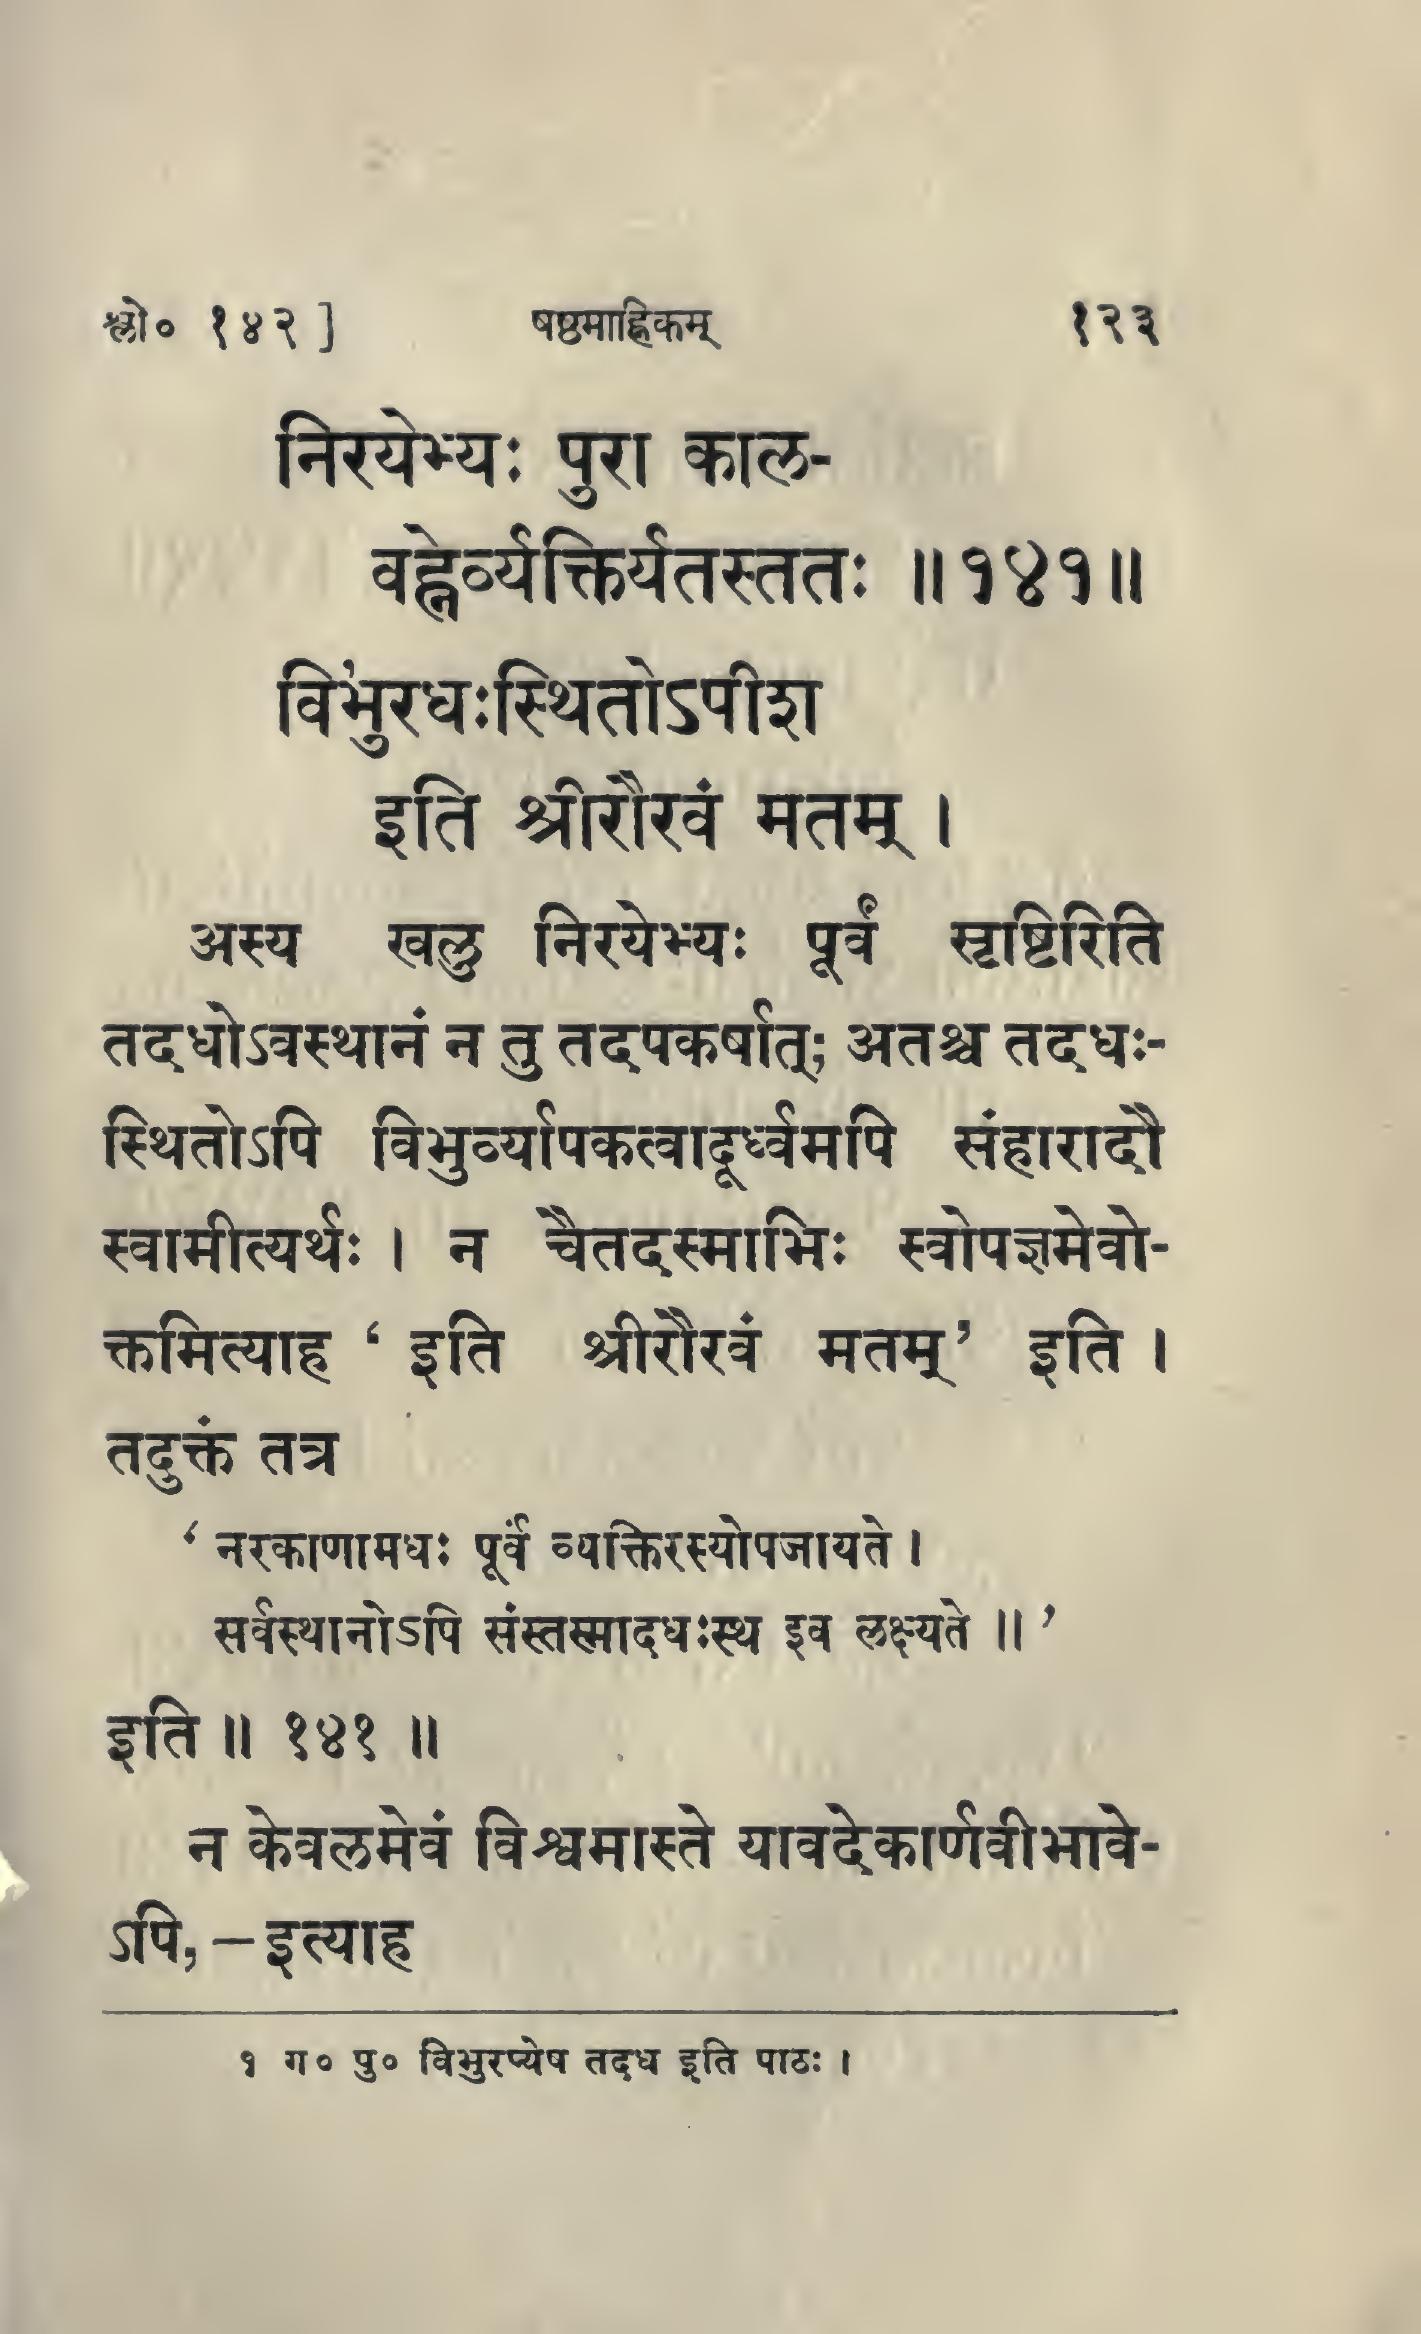 श्लो० १४२ ] षष्ठमाह्निकम् १२३
निरयेभ्यः पुरा काल-
वह्नेर्व्यक्तिर्यतस्ततः ॥१४१॥
विभु१रधःस्थितोऽपीश
इति श्रीरौरवं मतम् ।
अस्य खलु निरयेभ्यः पूर्वं सृष्टिरिति
तदधोऽवस्थानं न तु तदपकर्षात्; अतश्च तदधः-
स्थितोऽपि विभुर्व्यापकत्वादूर्ध्वमपि संहारादौ
स्वामीत्यर्थः । न चैतदस्माभिः स्वोपज्ञमेवो-
क्तमित्याह ‘ इति श्रीरौरवं मतम्’ इति ।
तदुक्तं तत्र
‘ नरकाणामधः पूर्वं व्यक्तिरस्योपजायते ।
सर्वस्थानोऽपि संस्तस्मादधःस्थ इव लक्ष्यते ॥ ’
इति ॥ १४१ ॥
न केवलमेवं विश्वमास्ते यावदेकार्णवीभावे-
ऽपि, — इत्याह
१ ग० पु० विभुरप्येष तदध इति पाठः ।